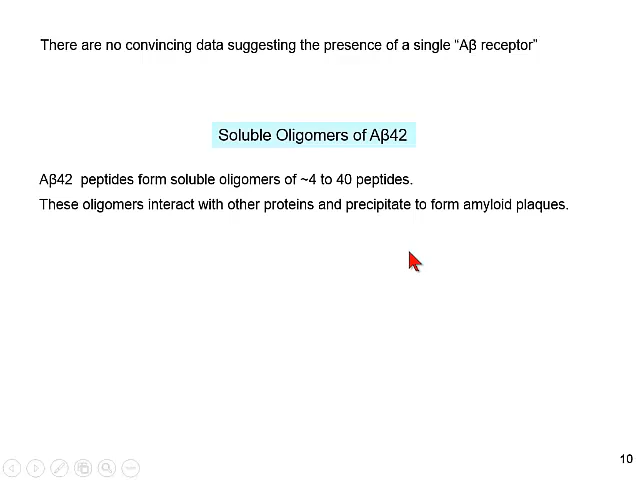 There are no convincing data suggesting the presence of a single “Aβ receptor”
Soluble Oligomers of Aβ42
Aβ42  peptides form soluble oligomers of ~4 to 40 peptides.
These oligomers interact with other proteins and precipitate to form amyloid plaques.
10